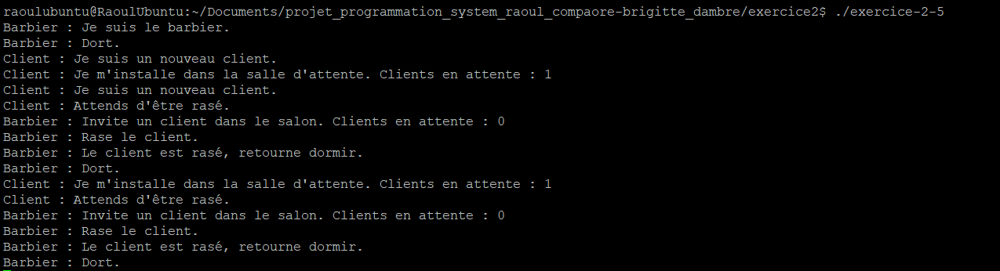 raoulubuntu@RaoulUbuntu:~/Documents/projet_programmation_system_raoul_compaore-brigitte_dambre/exercice2$ ./exercice-2-5
Barbier : Je suis le barbier.
Barbier : Dort.
Client : Je suis un nouveau client.
Client : Je m'installe dans la salle d'attente. Clients en attente : 1
Client : Je suis un nouveau client.
Client : Attends d'être rasé.
Barbier : Invite un client dans le salon. Clients en attente : 0
Barbier : Rase le client.
Barbier : Le client est rasé, retourne dormir.
Barbier : Dort.
Client : Je m'installe dans la salle d'attente. Clients en attente : 1
Client : Attends d'être rasé.
Barbier : Invite un client dans le salon. Clients en attente : 0
Barbier : Rase le client.
Barbier : Le client est rasé, retourne dormir.
Barbier : Dort.